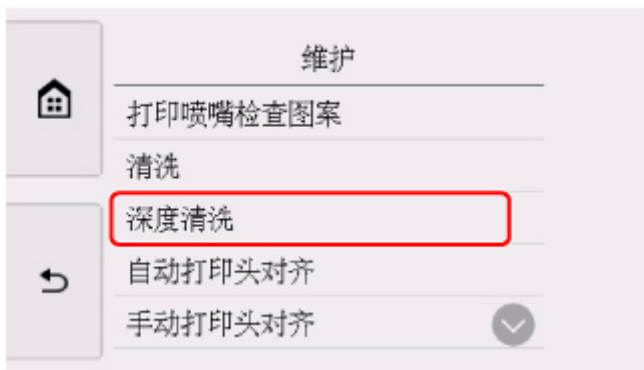 维护
打印喷嘴检查图案
清洗
深度清洗
自动打印头对齐
手动打印头对齐